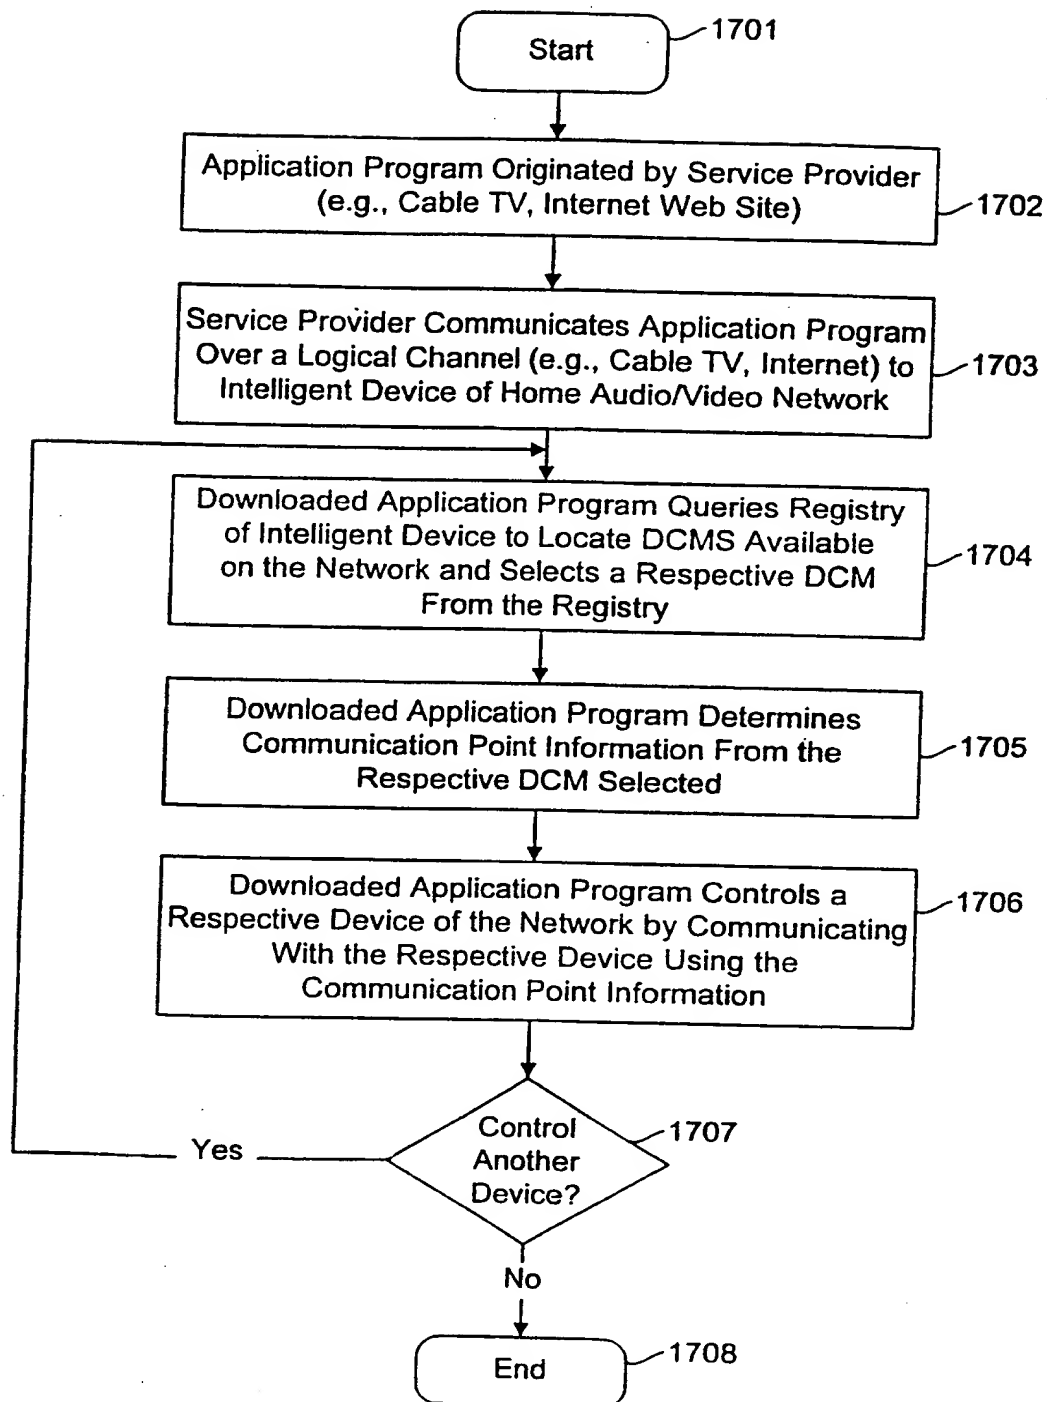 Start
1701
Application Program Originated by Service Provider
(e.g., Cable TV, Internet Web Site)
1702
Service Provider Communicates Application Program
Over a Logical Channel (e.g., Cable TV, Internet) to
Intelligent Device of Home Audio/Video Network
1703
Downloaded Application Program Queries Registry
of Intelligent Device to Locate DCMS Available
on the Network and Selects a Respective DCM
From the Registry
1704
Downloaded Application Program Determines
Communication Point Information From the
Respective DCM Selected
1705
Downloaded Application Program Controls a
Respective Device of the Network by Communicating
With the Respective Device Using the
Communication Point Information
1706
Control
Another
Device?
1707
Yes
No
End
1708